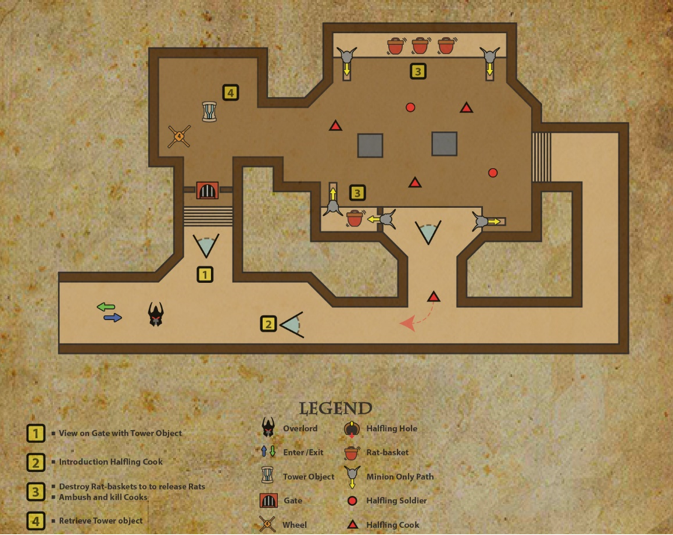 3
4
3
1
2
LEGEND
1 ▪ View on Gate with Tower Object
2 ▪ Introduction Halfling Cook
3 ▪ Destroy Rat-baskets to to release Rats
▪ Ambush and kill Cooks
4 ▪ Retrieve Tower object
Overlord
Enter/Exit
Tower Object
Gate
Wheel
Halfling Hole
Rat-basket
Minion Only Path
Halfling Soldier
Halfling Cook